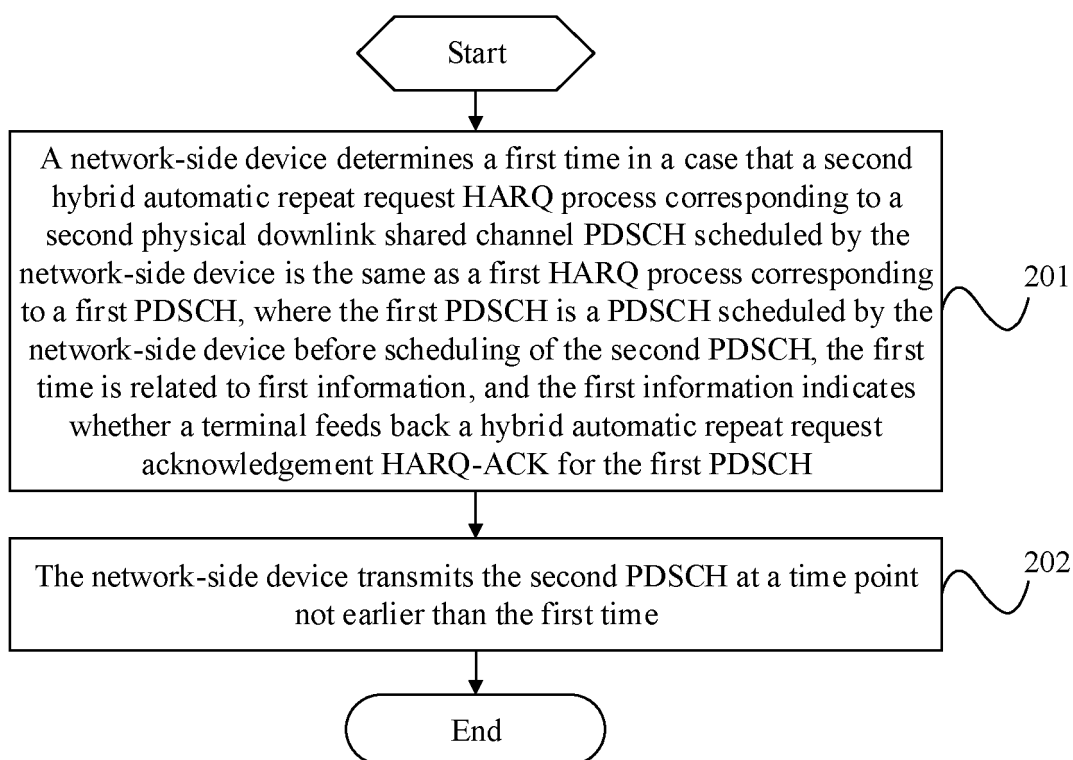 Start
A network-side device determines a first time in a case that a second
hybrid automatic repeat request HARQ process corresponding to a
second physical downlink shared channel PDSCH scheduled by the
network-side device is the same as a first HARQ process corresponding
to a first PDSCH, where the first PDSCH is a PDSCH scheduled by the
network-side device before scheduling of the second PDSCH, the first
time is related to first information, and the first information indicates
whether a terminal feeds back a hybrid automatic repeat request
acknowledgement HARQ-ACK for the first PDSCH
201
The network-side device transmits the second PDSCH at a time point
not earlier than the first time
202
End